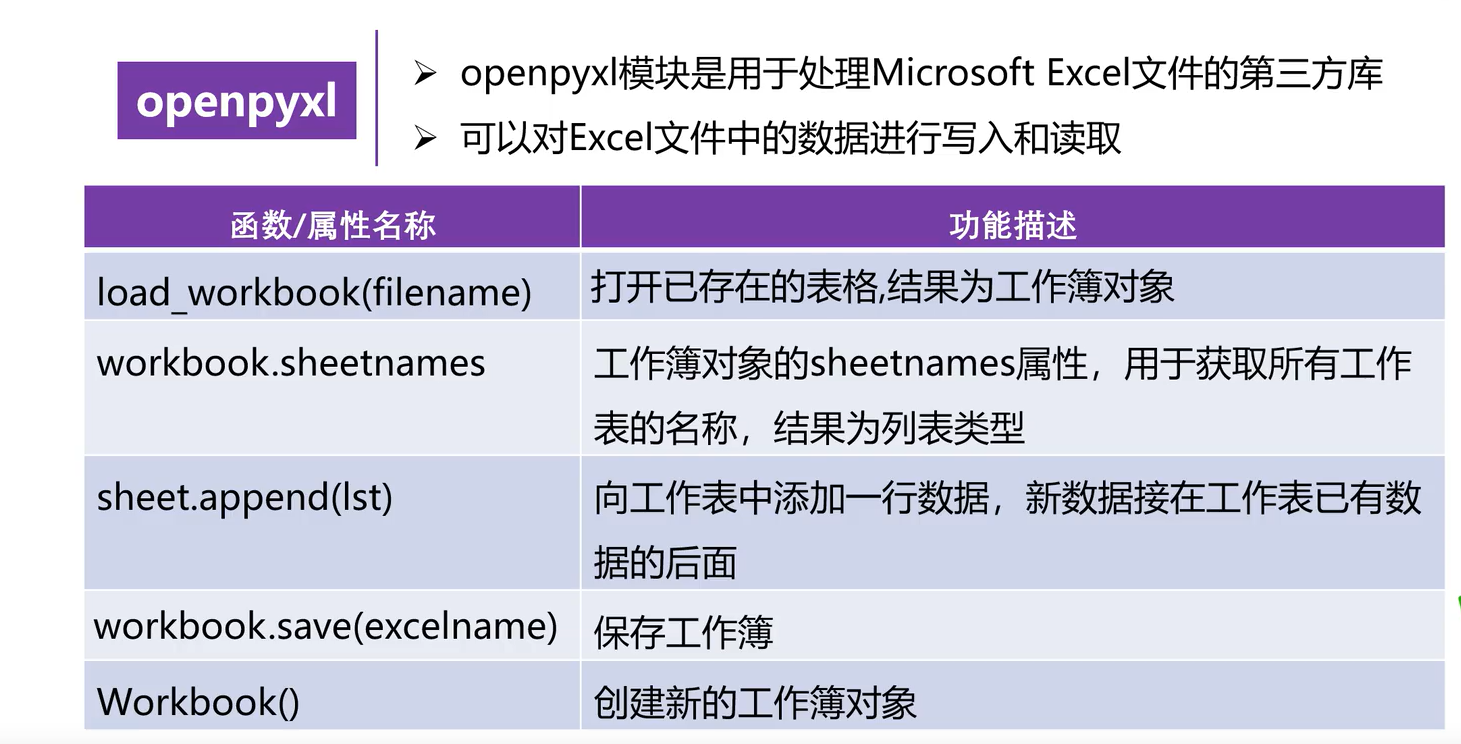 openpyxl
➢ openpyxl模块是用于处理Microsoft Excel文件的第三方库
➢ 可以对Excel文件中的数据进行写入和读取
函数/属性名称 功能描述
load_workbook(filename) 打开已存在的表格,结果为工作簿对象
workbook.sheetnames 工作簿对象的sheetnames属性，用于获取所有工作
表的名称，结果为列表类型
sheet.append(lst) 向工作表中添加一行数据，新数据接在工作表已有数
据的后面
workbook.save(excelname) 保存工作簿
Workbook() 创建新的工作簿对象